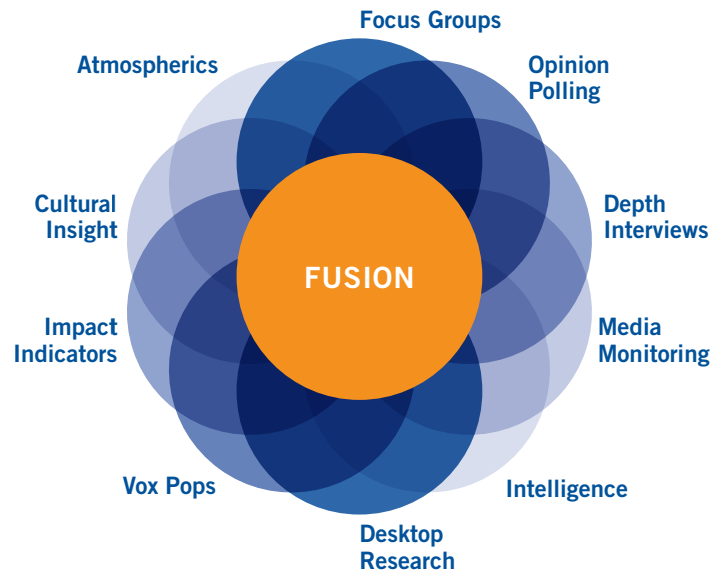 Focus Groups
Atmospherics
Opinion
Polling
Cultural
Insight
Depth
Interviews
FUSION
Impact
Indicators
Media
Monitoring
Vox Pops
Intelligence
Desktop
Research